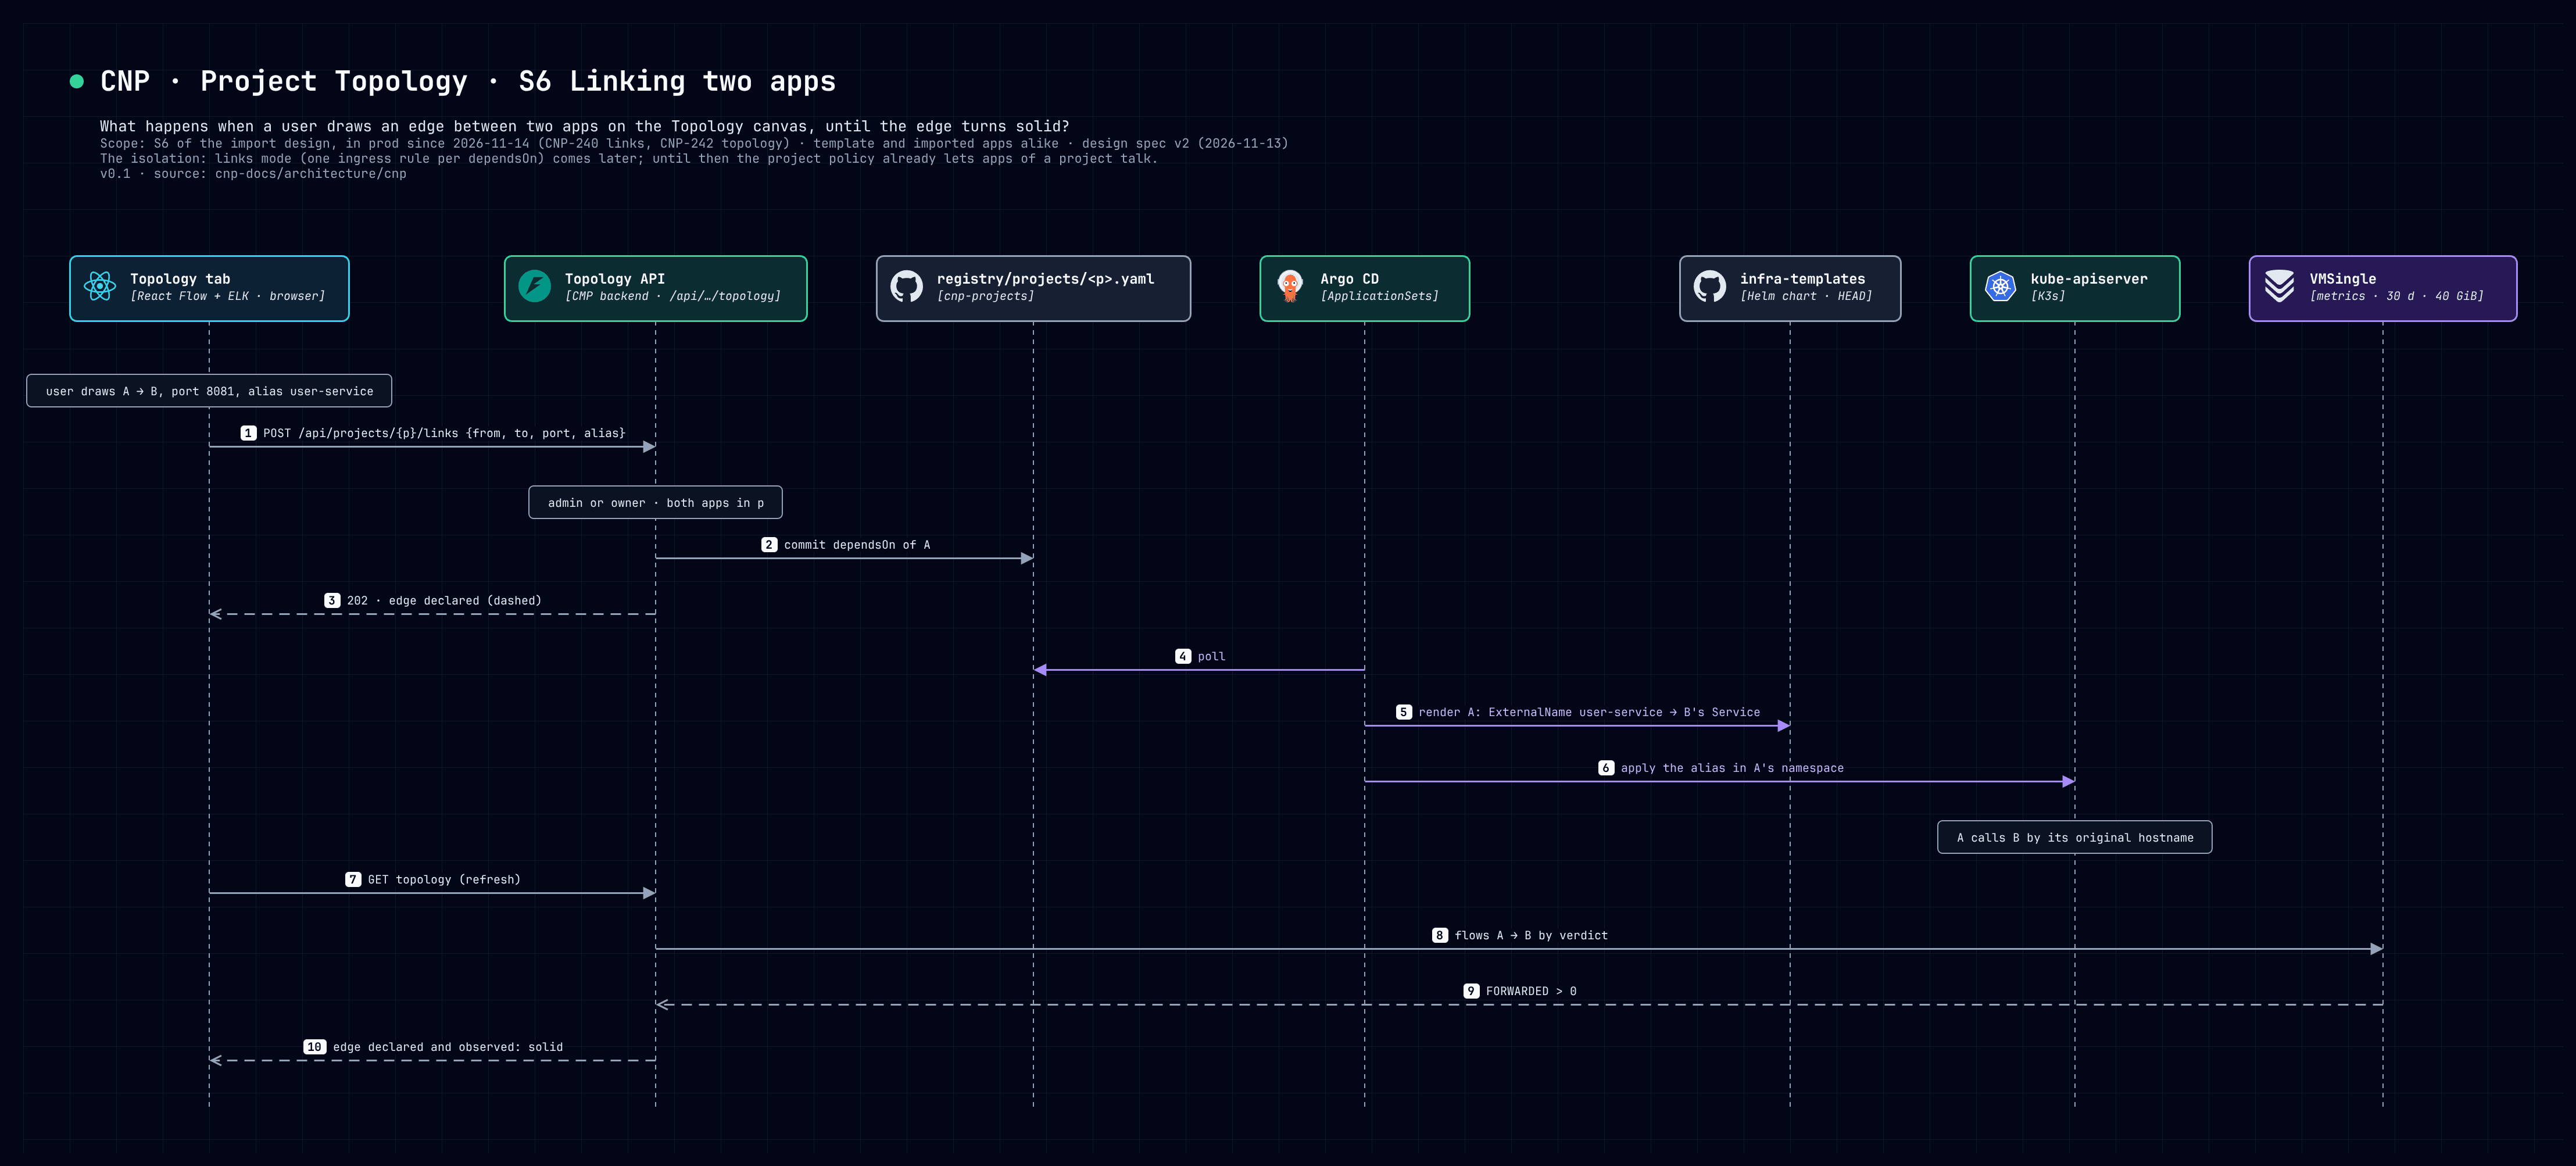 CNP · Project Topology · S6 Linking two apps
What happens when a user draws an edge between two apps on the Topology canvas, until the edge turns solid?
Scope: S6 of the import design, in prod since 2026-11-14 (CNP-240 links, CNP-242 topology) · template and imported apps alike · design spec v2 (2026-11-13)
The isolation: links mode (one ingress rule per dependsOn) comes later; until then the project policy already lets apps of a project talk.
v0.1 · source: cnp-docs/architecture/cnp
Topology tab
[React Flow + ELK · browser]
Topology API
[CMP backend · /api/…/topology]
registry/projects/<p>.yaml
[cnp-projects]
Argo CD
[ApplicationSets]
infra-templates
[Helm chart · HEAD]
kube-apiserver
[K3s]
VMSingle
[metrics · 30 d · 40 GiB]
user draws A → B, port 8081, alias user-service
1 POST /api/projects/{p}/links {from, to, port, alias}
admin or owner · both apps in p
2 commit dependsOn of A
3 202 · edge declared (dashed)
4 poll
5 render A: ExternalName user-service → B's Service
6 apply the alias in A's namespace
A calls B by its original hostname
7 GET topology (refresh)
8 flows A → B by verdict
9 FORWARDED > 0
10 edge declared and observed: solid